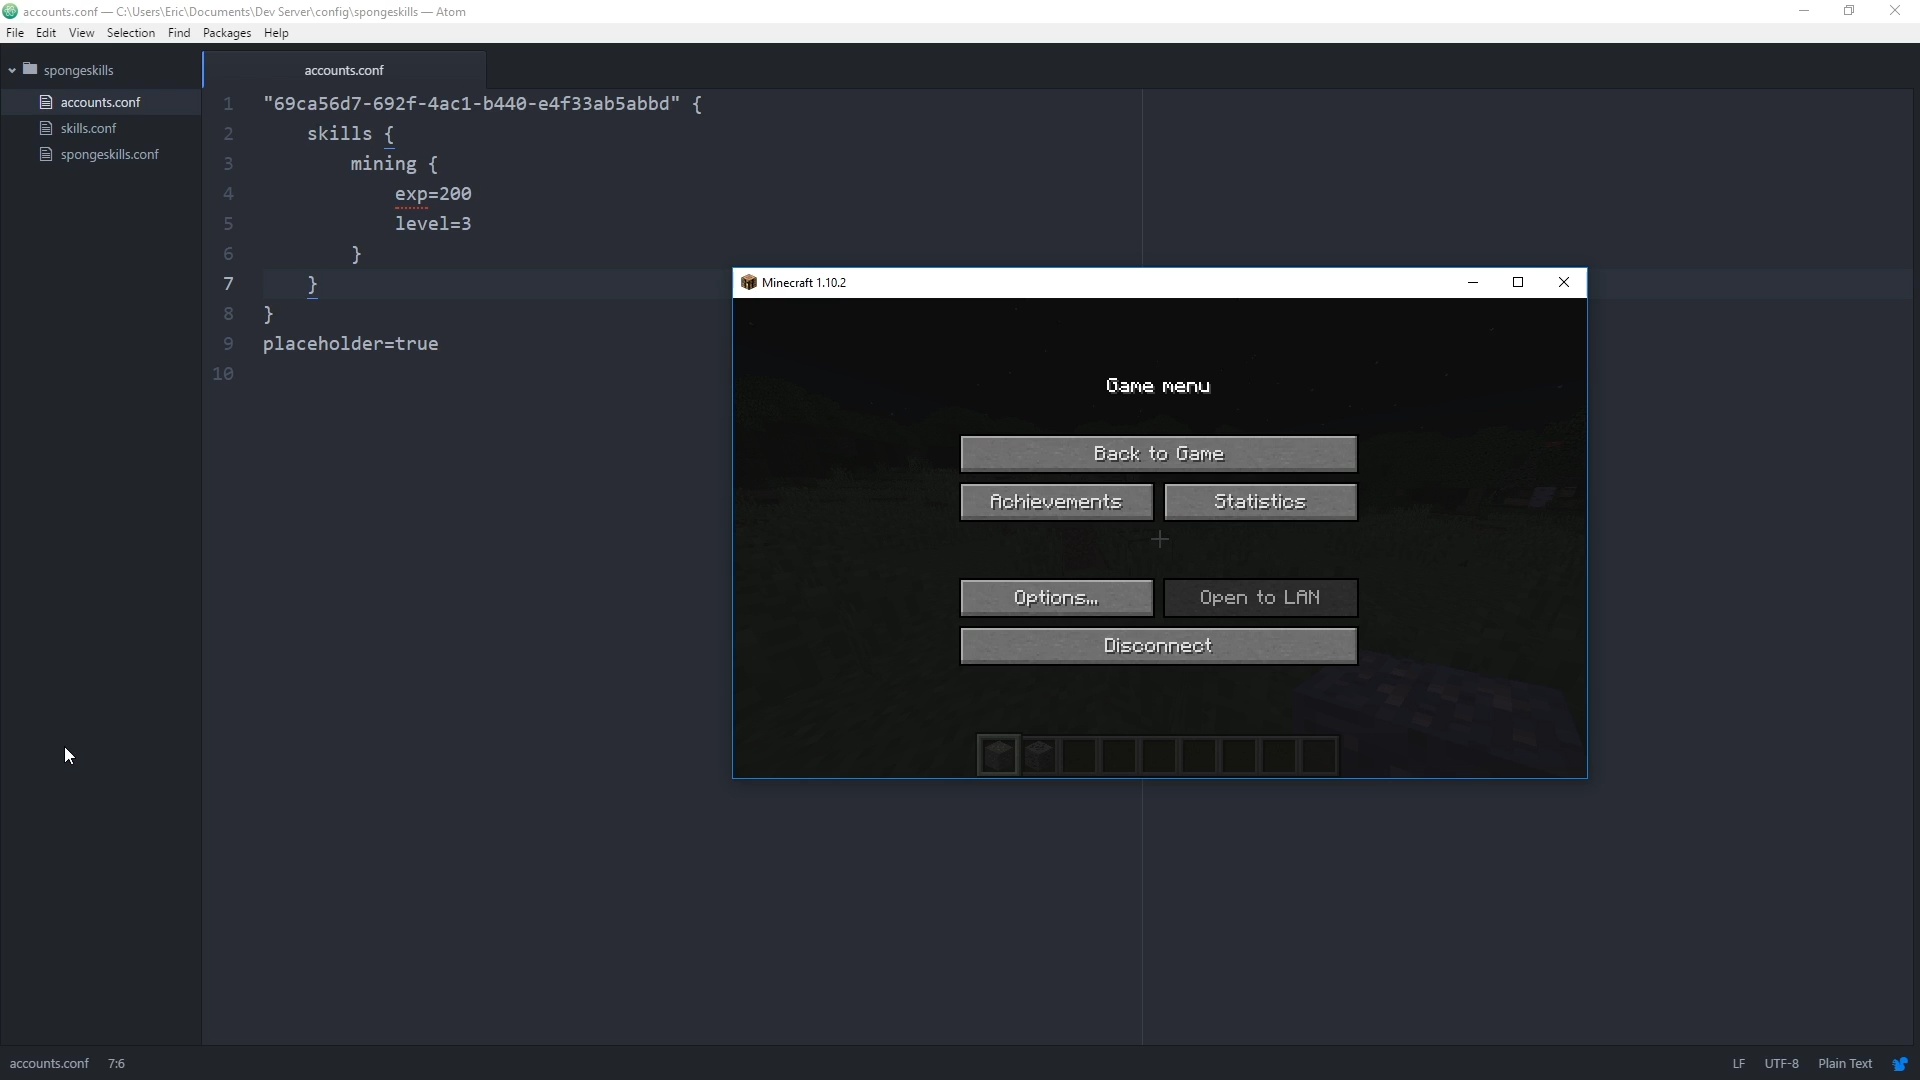 accounts.conf — C:\Users\Eric\Documents\Dev Server\config\spongeskills — Atom
File Edit View Selection Find Packages Help
spongeskills
accounts.conf
skills.conf
spongeskills.conf
accounts.conf
1 "69ca56d7-692f-4ac1-b440-e4f33ab5abbd" {
2 skills {
3 mining {
4 exp=200
5 level=3
6 }
7 }
8 }
9 placeholder=true
10
Minecraft 1.10.2
Game menu
Back to Game
Achievements Statistics
Options... Open to LAN
Disconnect
accounts.conf 7:6 LF UTF-8 Plain Text